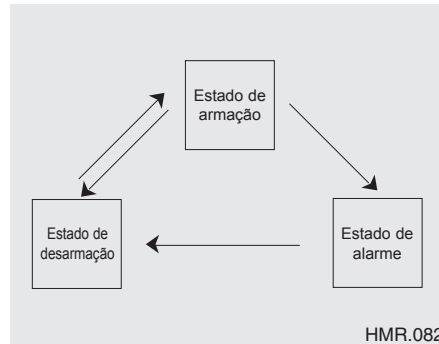 Estado de
armação
Estado de
desarmação
Estado de
alarme
HMR.082